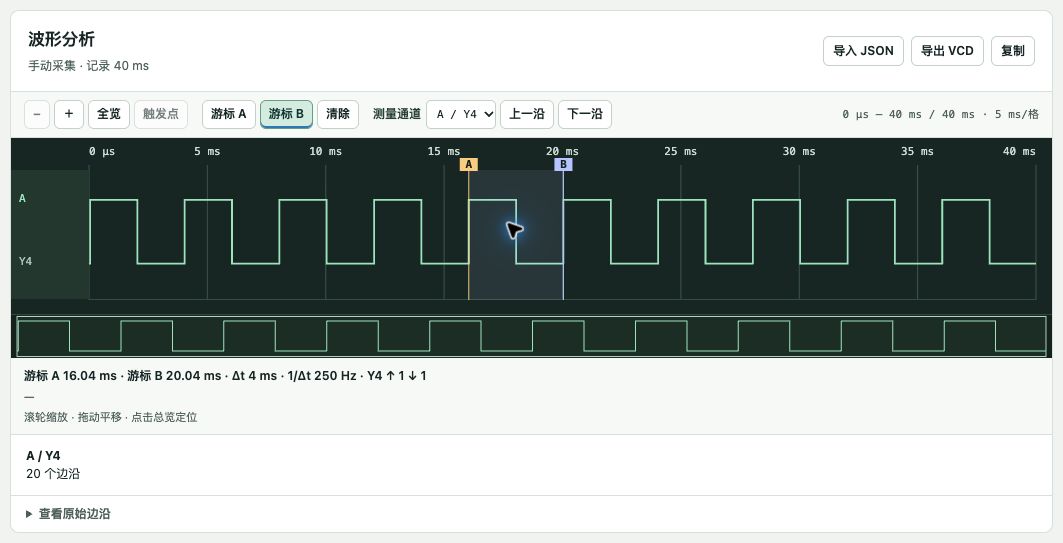 波形分析
手动采集 · 记录 40 ms
导入 JSON 导出 VCD 复制
− + 全览 触发点 游标 A 游标 B 清除 测量通道 A / Y4 上一沿 下一沿 0 μs — 40 ms / 40 ms · 5 ms/格
0 μs 5 ms 10 ms 15 ms 20 ms 25 ms 30 ms 35 ms 40 ms
A B
A
Y4
游标 A 16.04 ms · 游标 B 20.04 ms · Δt 4 ms · 1/Δt 250 Hz · Y4 ↑ 1 ↓ 1
—
滚轮缩放 · 拖动平移 · 点击总览定位
A / Y4
20 个边沿
▶ 查看原始边沿